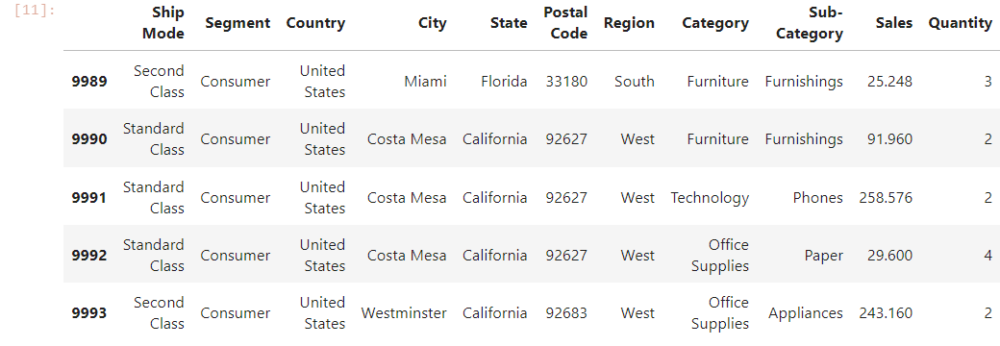 [11]:
Ship Mode Segment Country City State Postal Code Region Category Sub-Category Sales Quantity
9989 Second Class Consumer United States Miami Florida 33180 South Furniture Furnishings 25.248 3
9990 Standard Class Consumer United States Costa Mesa California 92627 West Furniture Furnishings 91.960 2
9991 Standard Class Consumer United States Costa Mesa California 92627 West Technology Phones 258.576 2
9992 Standard Class Consumer United States Costa Mesa California 92627 West Office Supplies Paper 29.600 4
9993 Second Class Consumer United States Westminster California 92683 West Office Supplies Appliances 243.160 2